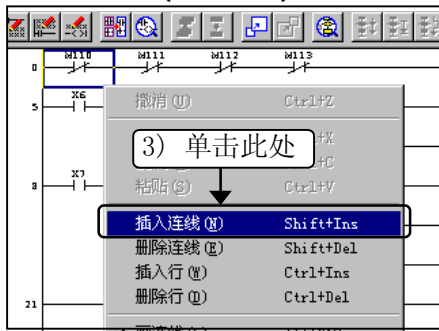 M110 M111 M112 M113
0
5 X6
撤消(U) Ctrl+Z
3) 单击此处
+X
+C
8 X7
粘贴(S) Ctrl+V
插入连线(N) Shift+Ins
删除连线(E) Shift+Del
插入行(W) Ctrl+Ins
删除行(D) Ctrl+Del
21